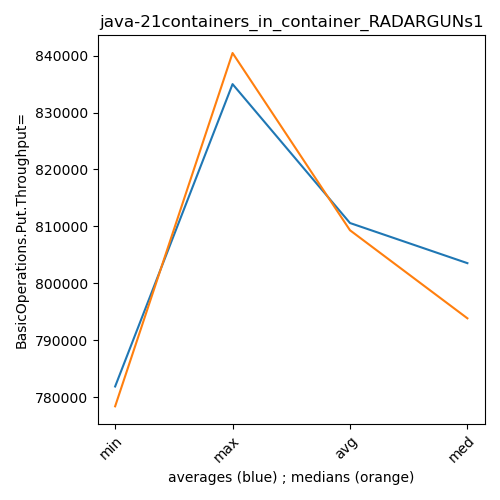 java-21containers_in_container_RADARGUNs1
BasicOperations.Put.Throughput=
840000
830000
820000
810000
800000
790000
780000
min
max
avg
med
averages (blue) ; medians (orange)